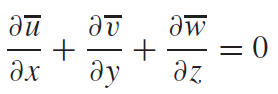 ∂u̅/∂x + ∂v̅/∂y + ∂w̅/∂z = 0